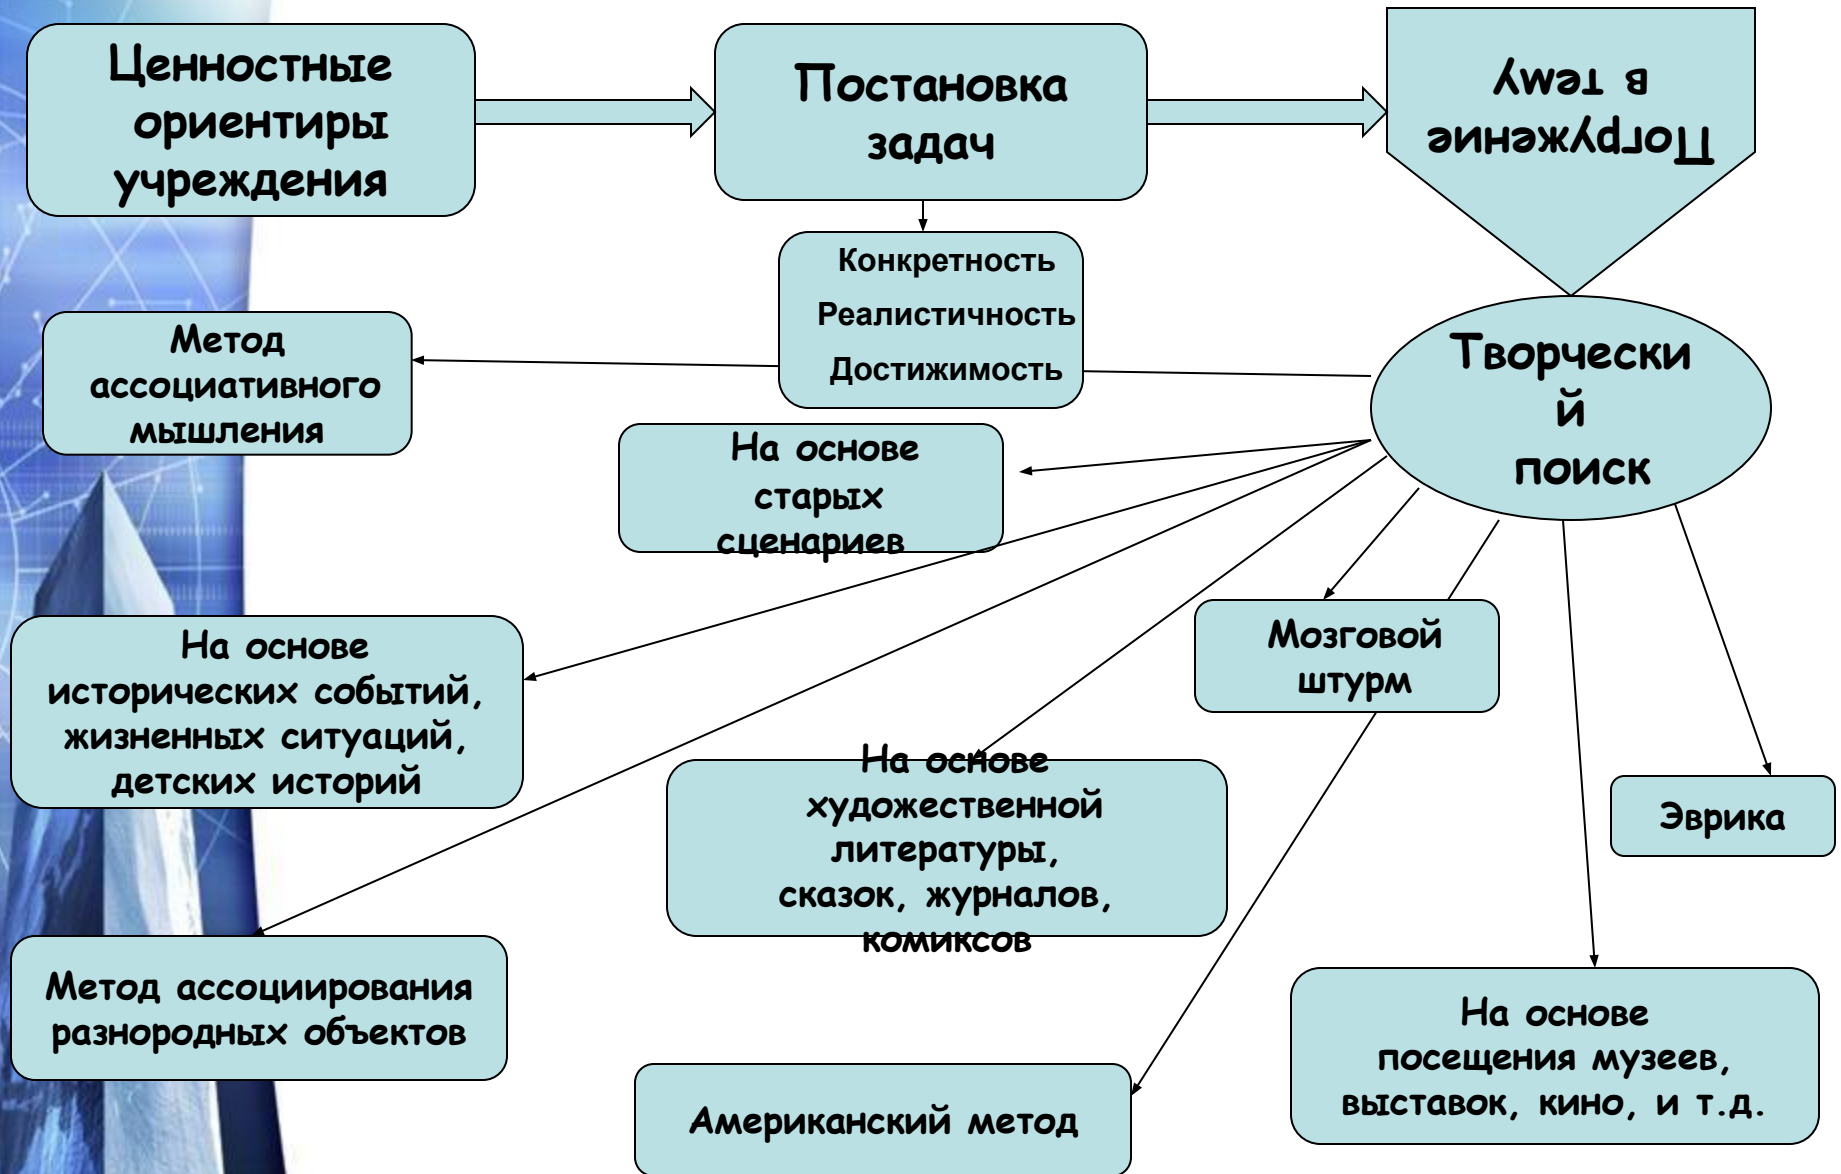 Ценностные
ориентиры
учреждения
Постановка
задач
Погружение
в тему
Конкретность
Реалистичность
Достижимость
Творчески
й
поиск
Метод
ассоциативного
мышления
На основе
старых
сценариев
На основе
исторических событий,
жизненных ситуаций,
детских историй
Мозговой
штурм
На основе
художественной
литературы,
сказок, журналов,
комиксов
Эврика
Метод ассоциирования
разнородных объектов
Американский метод
На основе
посещения музеев,
выставок, кино, и т.д.